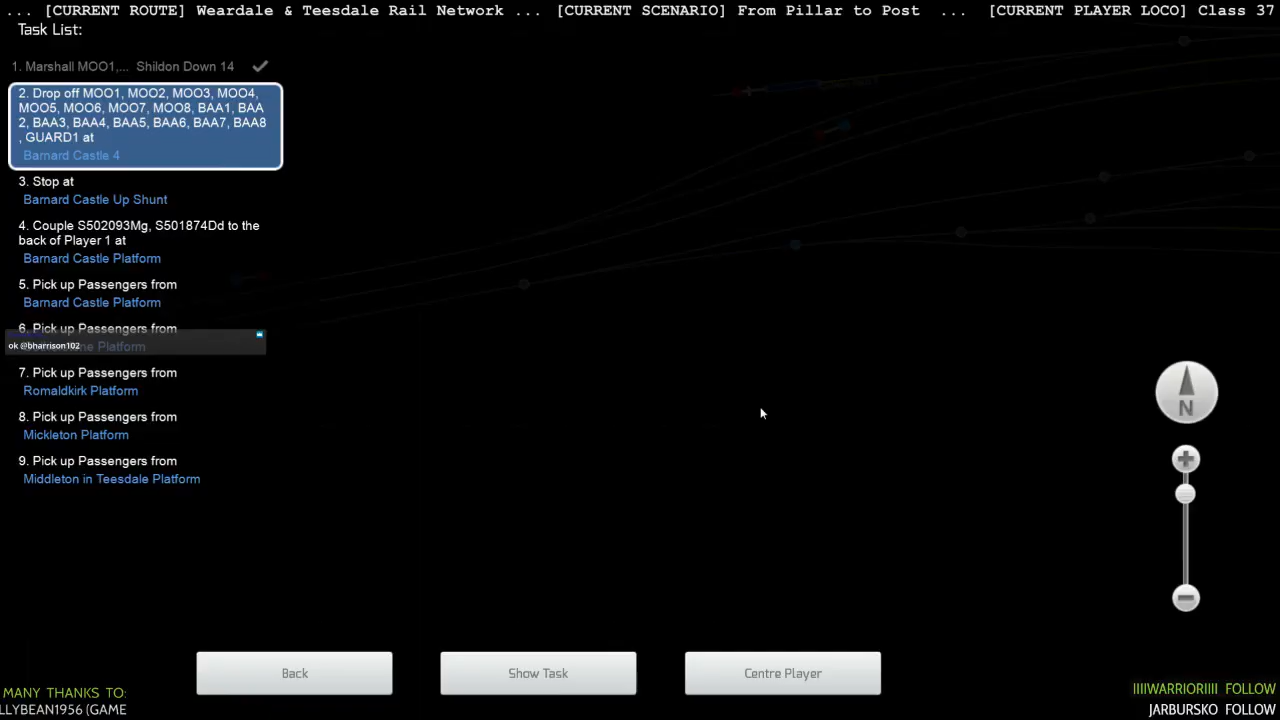 ... [CURRENT ROUTE] Weardale & Teesdale Rail Network ... [CURRENT SCENARIO] From Pillar to Post ... [CURRENT PLAYER LOCO] Class 37
Task List:
1. Marshall MOO1,... Shildon Down 14
2. Drop off MOO1, MOO2, MOO3, MOO4,
MOO5, MOO6, MOO7, MOO8, BAA1, BAA
2, BAA3, BAA4, BAA5, BAA6, BAA7, BAA8
, GUARD1 at
Barnard Castle 4
3. Stop at
Barnard Castle Up Shunt
4. Couple S502093Mg, S501874Dd to the
back of Player 1 at
Barnard Castle Platform
5. Pick up Passengers from
Barnard Castle Platform
6. Pick up Passengers from
Platform
ok @bharrison102
7. Pick up Passengers from
Romaldkirk Platform
8. Pick up Passengers from
Mickleton Platform
9. Pick up Passengers from
Middleton in Teesdale Platform
N
Back
Show Task
Centre Player
MANY THANKS TO:
LLYBEAN1956 (GAME
IIIIWARRIORIIII FOLLOW
JARBURSKO FOLLOW